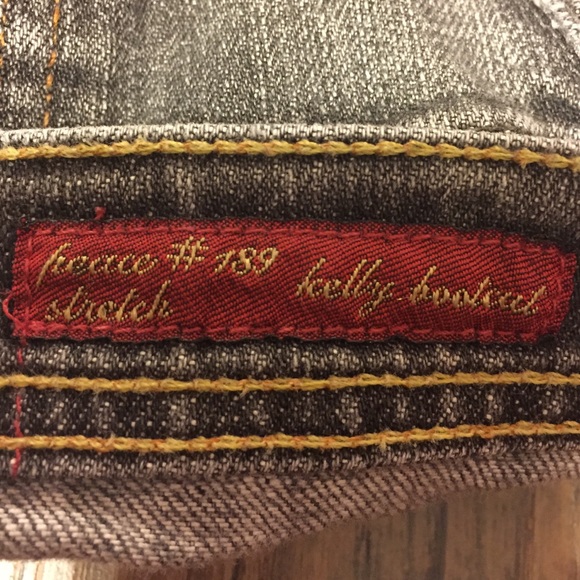 peace # 189
stretch
kelly bootcut